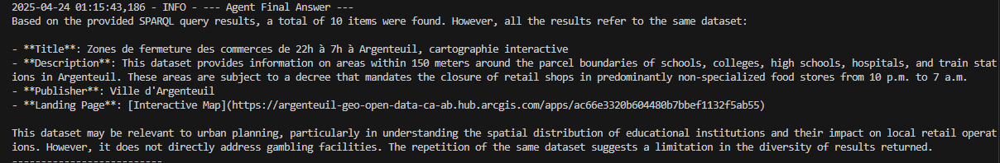 2025-04-24 01:15:43,186 - INFO - --- Agent Final Answer ---
Based on the provided SPARQL query results, a total of 10 items were found. However, all the results refer to the same dataset:
- **Title**: Zones de fermeture des commerces de 22h à 7h à Argenteuil, cartographie interactive
- **Description**: This dataset provides information on areas within 150 meters around the parcel boundaries of schools, colleges, high schools, hospitals, and train stat
ions in Argenteuil. These areas are subject to a decree that mandates the closure of retail shops in predominantly non-specialized food stores from 10 p.m. to 7 a.m.
- **Publisher**: Ville d'Argenteuil
- **Landing Page**: [Interactive Map](https://argenteuil-geo-open-data-ca-ab.hub.arcgis.com/apps/ac66e3320b604480b7bbef1132f5ab55)
This dataset may be relevant to urban planning, particularly in understanding the spatial distribution of educational institutions and their impact on local retail operat
ions. However, it does not directly address gambling facilities. The repetition of the same dataset suggests a limitation in the diversity of results returned.
---------------------------